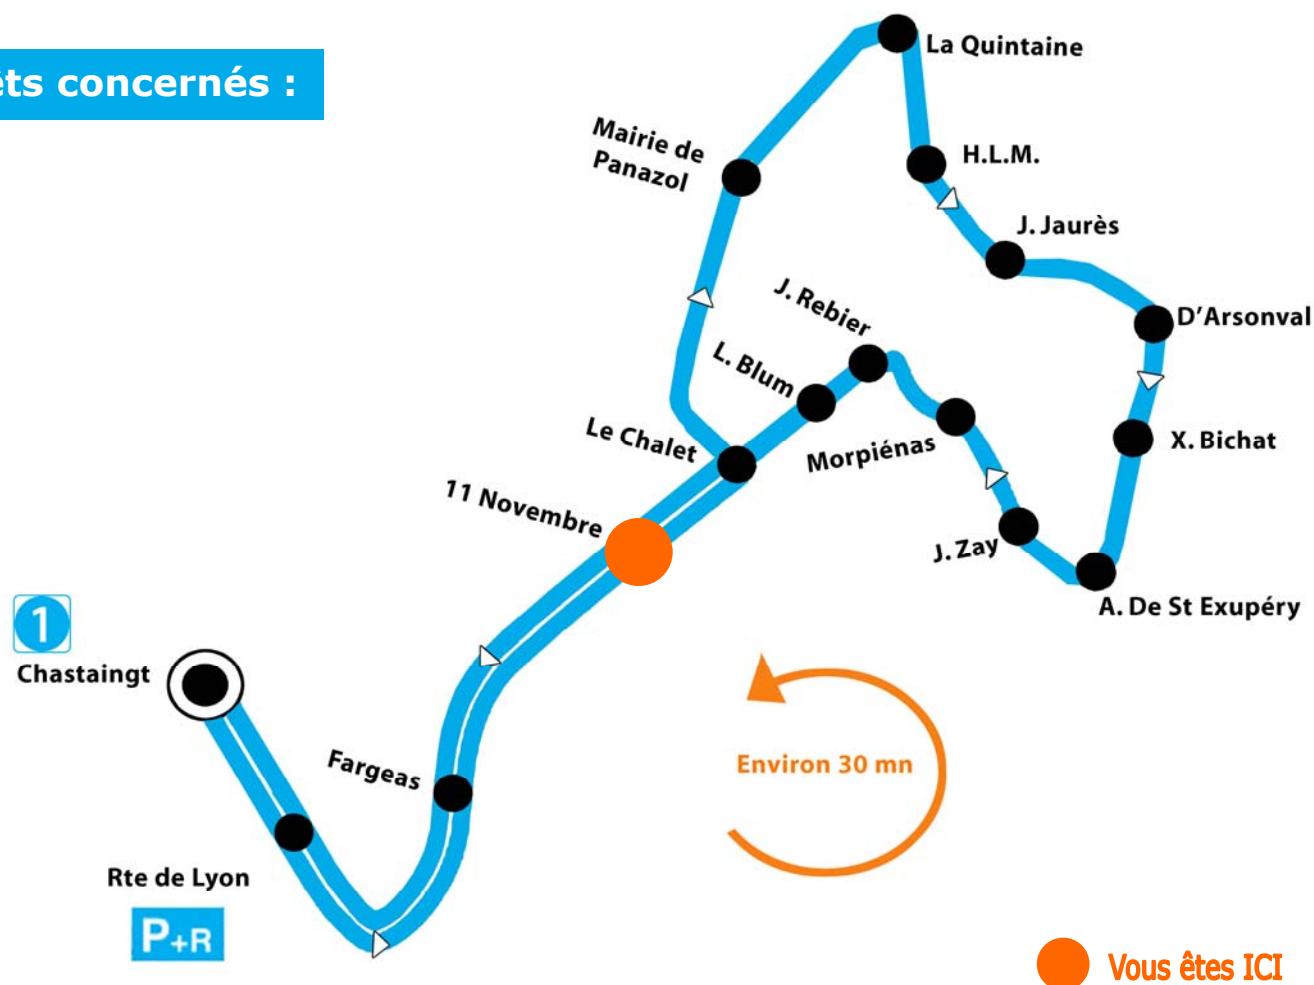 concernés :
La Quintaine
Mairie de
Panazol
H.L.M.
J. Jaurès
J. Rebier
D'Arsonval
L. Blum
Le Chalet
Morpiénas
X. Bichat
11 Novembre
J. Zay
A. De St Exupéry
1
Chastaingt
Fargeas
Environ 30 mn
Rte de Lyon
P+R
Vous êtes ICI